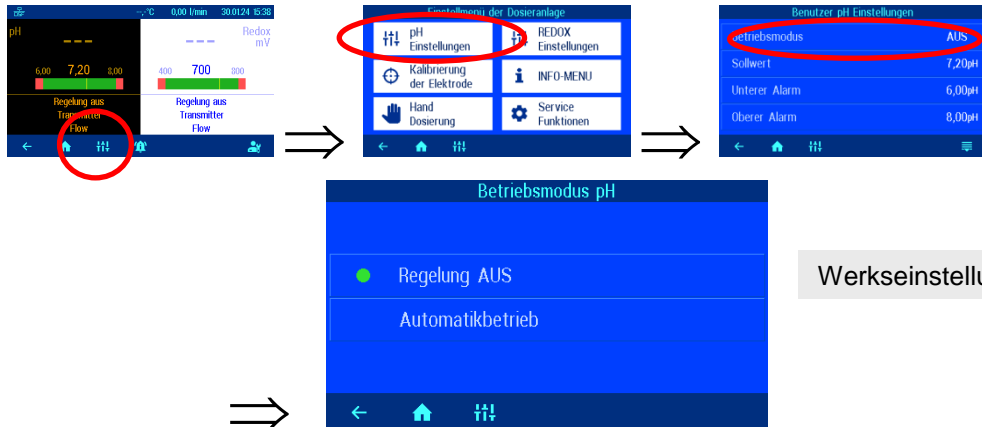 --,-°C 0,00 l/min 30.01.24 15:38
pH
---
6,00 7,20 8,00
Regelung aus
Transmitter
Flow
Redox
mV
---
400 700 800
Regelung aus
Transmitter
Flow
Einstellmenü der Dosieranlage
pH
Einstellungen
REDOX
Einstellungen
Kalibrierung
der Elektrode
INFO-MENU
Hand
Dosierung
Service
Funktionen
Benutzer pH Einstellungen
Betriebsmodus AUS
Sollwert 7,20pH
Unterer Alarm 6,00pH
Oberer Alarm 8,00pH
Betriebsmodus pH
Regelung AUS
Automatikbetrieb